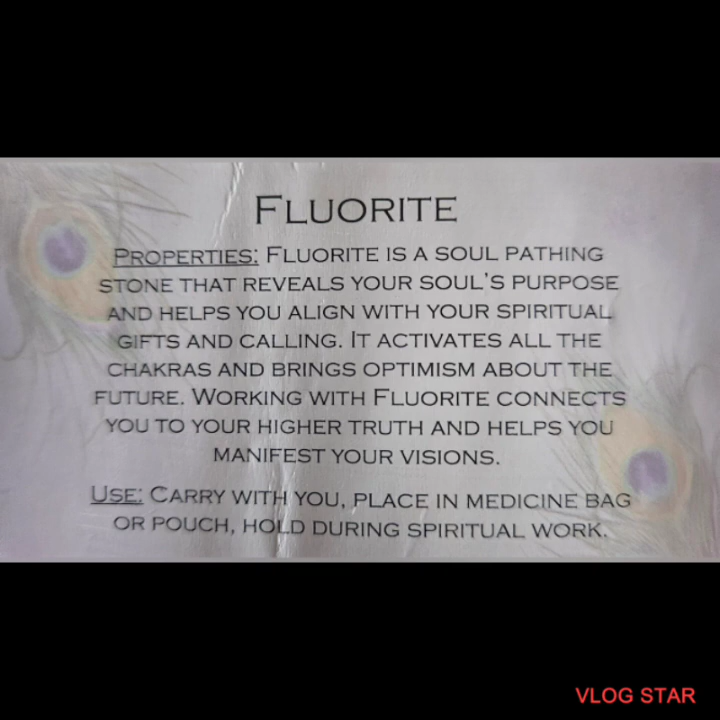 FLUORITE
PROPERTIES: FLUORITE IS A SOUL PATHING
STONE THAT REVEALS YOUR SOUL'S PURPOSE
AND HELPS YOU ALIGN WITH YOUR SPIRITUAL
GIFTS AND CALLING. IT ACTIVATES ALL THE
CHAKRAS AND BRINGS OPTIMISM ABOUT THE
FUTURE. WORKING WITH FLUORITE CONNECTS
YOU TO YOUR HIGHER TRUTH AND HELPS YOU
MANIFEST YOUR VISIONS.
USE: CARRY WITH YOU, PLACE IN MEDICINE BAG
OR POUCH, HOLD DURING SPIRITUAL WORK.
VLOG STAR